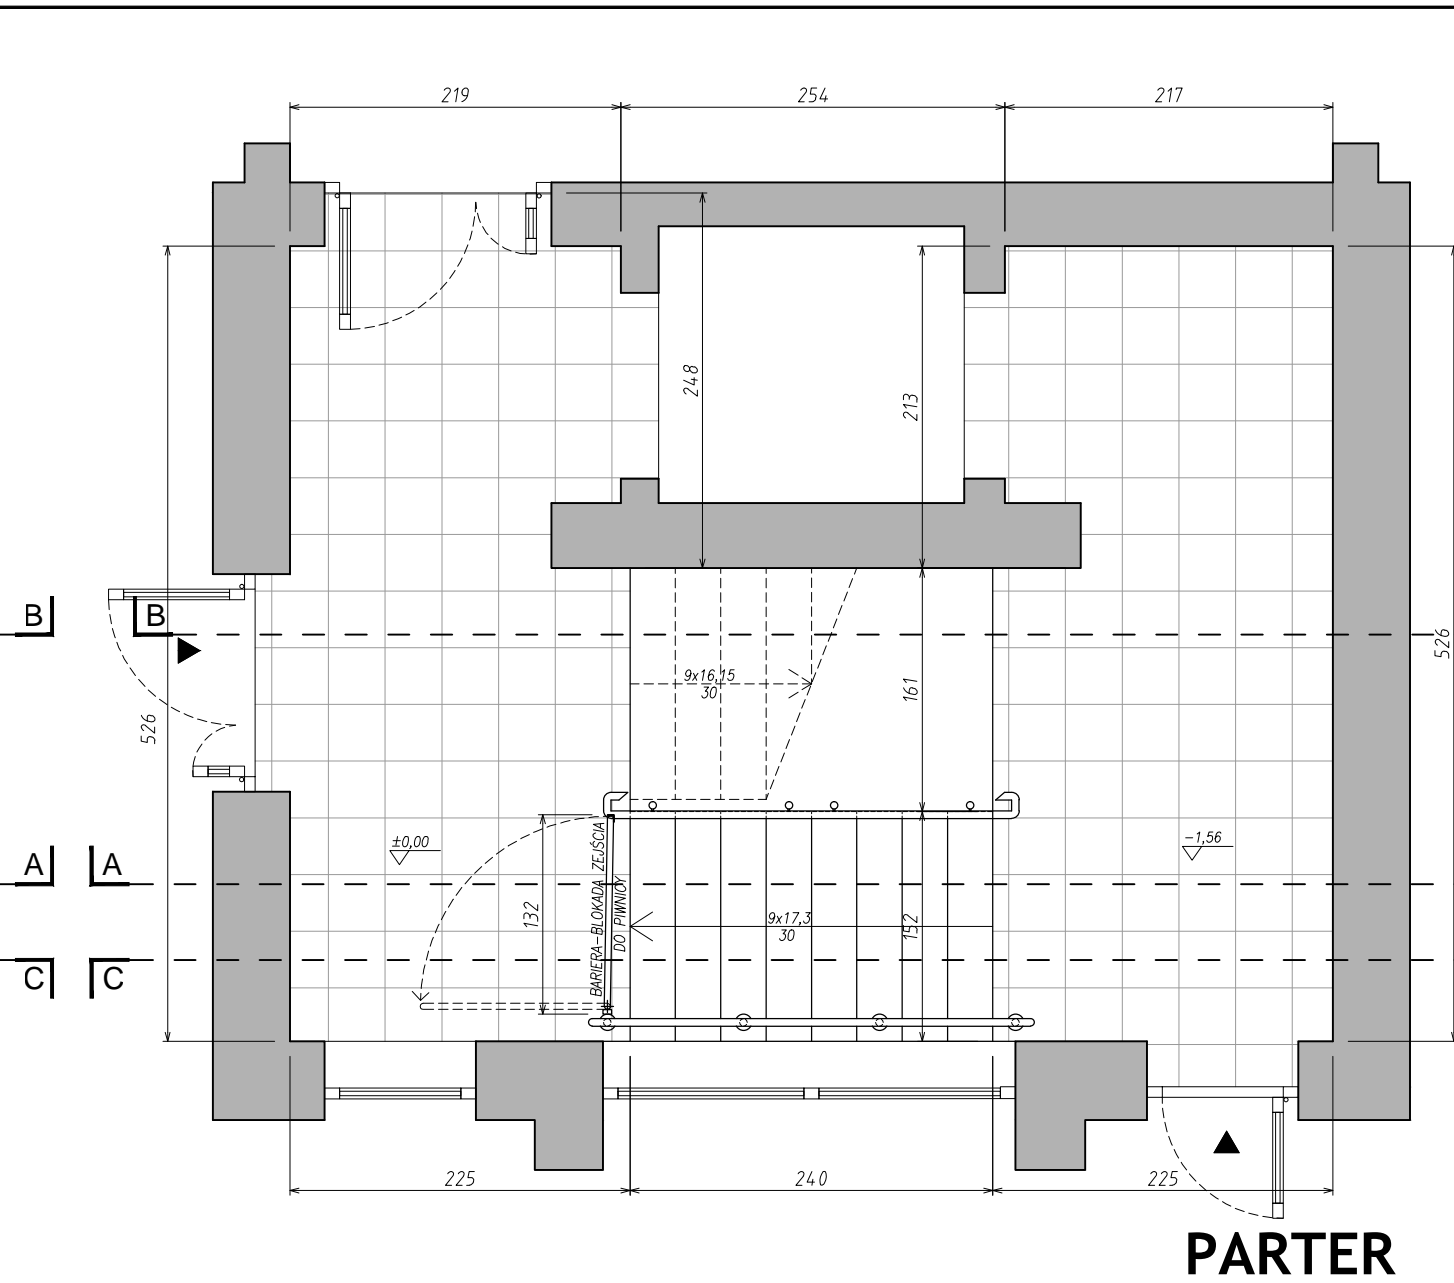 219
254
217
248
213
B
B
526
526
9x16,15
30
161
±0,00
-1,56
A
A
132
BARIERA-BLOKADA ZEJŚCIA
DO PIWNICY
9x17,3
30
152
C
C
225
240
225
PARTER